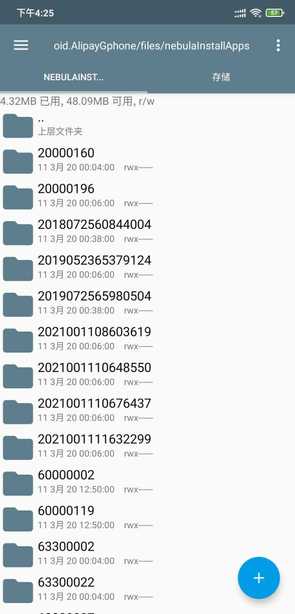 下午4:25
oid.AlipayGphone/files/nebulaInstallApps
NEBULAINST...
存储
4.32MB 已用, 48.09MB 可用, r/w
..
上层文件夹
20000160
11 3月 20 00:04:00 rwx------
20000196
11 3月 20 00:06:00 rwx------
2018072560844004
11 3月 20 00:38:00 rwx------
2019052365379124
11 3月 20 00:06:00 rwx------
2019072565980504
11 3月 20 00:38:00 rwx------
2021001108603619
11 3月 20 00:06:00 rwx------
2021001110648550
11 3月 20 00:06:00 rwx------
2021001110676437
11 3月 20 00:06:00 rwx------
2021001111632299
11 3月 20 00:06:00 rwx------
60000002
11 3月 20 12:50:00 rwx------
60000119
11 3月 20 12:50:00 rwx------
63300002
11 3月 20 00:04:00 rwx------
63300022
11 3月 20 00:04:00 rwx------